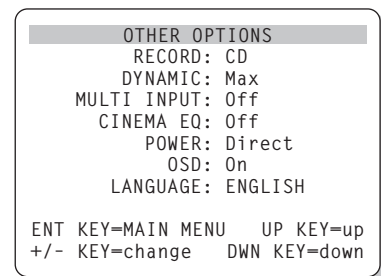 OTHER OPTIONS
RECORD: CD
DYNAMIC: Max
MULTI INPUT: Off
CINEMA EQ: Off
POWER: Direct
OSD: On
LANGUAGE: ENGLISH
ENT KEY=MAIN MENU UP KEY=up
+/- KEY=change DWN KEY=down